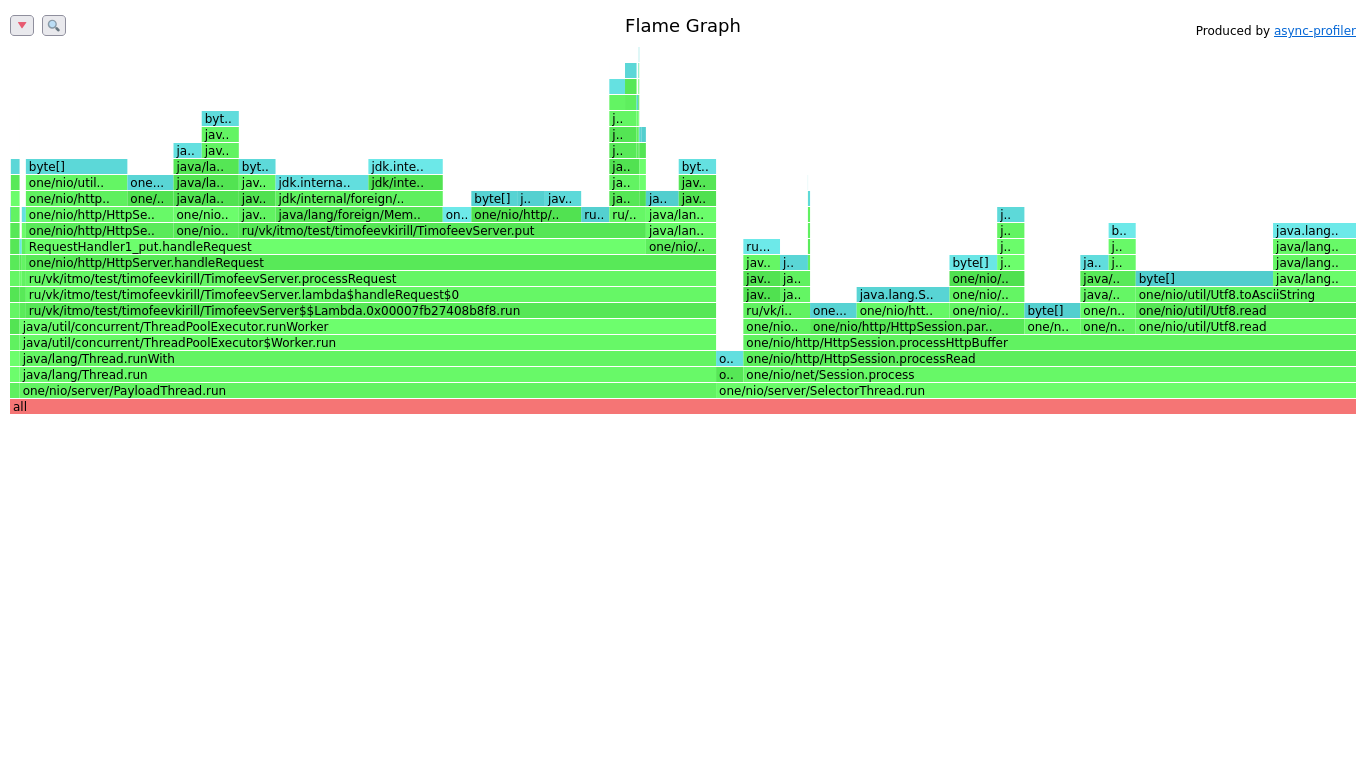 Flame Graph
Produced by async-profiler
byt..
j..
jav..
j..
ja.. jav.. j..
byte[] java/la.. byt.. jdk.inte.. ja.. byt..
one/nio/util.. one... java/la.. jav.. jdk.interna.. jdk/inte.. ja.. jav..
one/nio/http.. one/.. java/la.. jav.. jdk/internal/foreign/.. byte[] j.. jav.. ja.. ja.. jav..
one/nio/http/HttpSe.. one/nio.. jav.. java/lang/foreign/Mem.. on.. one/nio/http/.. ru.. ru/.. java/lan.. j..
one/nio/http/HttpSe.. one/nio.. ru/vk/itmo/test/timofeevkirill/TimofeevServer.put java/lan.. j.. b.. java.lang..
RequestHandler1_put.handleRequest one/nio/.. ru... j.. j.. java/lang..
one/nio/http/HttpServer.handleRequest jav.. j.. byte[] j.. ja.. j.. java/lang..
ru/vk/itmo/test/timofeevkirill/TimofeevServer.processRequest jav.. ja.. one/nio/.. java/.. byte[] java/lang..
ru/vk/itmo/test/timofeevkirill/TimofeevServer.lambda$handleRequest$0 jav.. ja.. java.lang.S.. one/nio/.. java/.. one/nio/util/Utf8.toAsciiString
ru/vk/itmo/test/timofeevkirill/TimofeevServer$$Lambda.0x00007fb27408b8f8.run ru/vk/i.. one... one/nio/htt.. one/nio/.. byte[] one/n.. one/nio/util/Utf8.read
java/util/concurrent/ThreadPoolExecutor.runWorker one/nio.. one/nio/http/HttpSession.par.. one/n.. one/n.. one/nio/util/Utf8.read
java/util/concurrent/ThreadPoolExecutor$Worker.run one/nio/http/HttpSession.processHttpBuffer
java/lang/Thread.runWith o.. one/nio/http/HttpSession.processRead
java/lang/Thread.run o.. one/nio/net/Session.process
one/nio/server/PayloadThread.run one/nio/server/SelectorThread.run
all